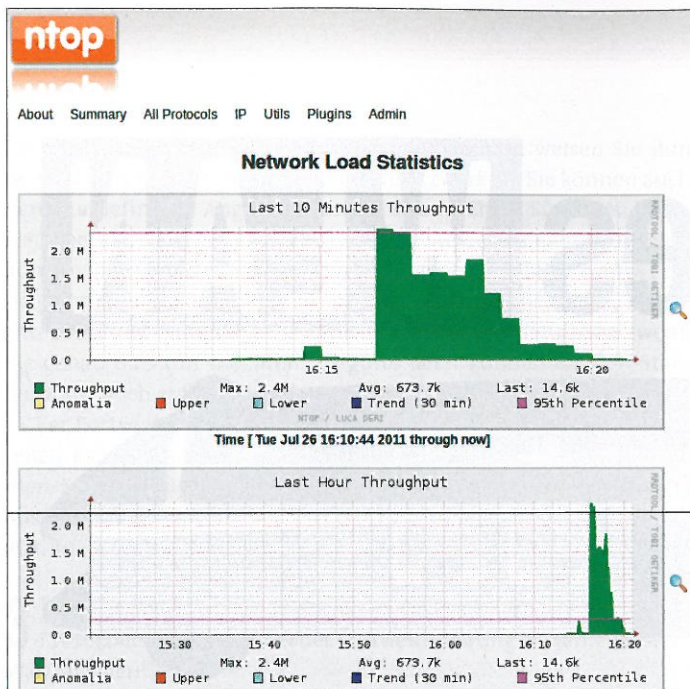 ntop
About Summary All Protocols IP Utils Plugins Admin
Network Load Statistics
Last 10 Minutes Throughput
RRDTOOL / TOBI OETIKER
Throughput
2.0 M
1.5 M
1.0 M
0.5 M
0.0
16:15 16:20
Throughput Max: 2.4M Avg: 673.7k Last: 14.6k
Anomalia Upper Lower Trend (30 min) 95th Percentile
NTOP / LUCA DERI
Time [ Tue Jul 26 16:10:44 2011 through now]
Last Hour Throughput
RRDTOOL / TOBI OETIKER
Throughput
2.0 M
1.5 M
1.0 M
0.5 M
0.0
15:30 15:40 15:50 16:00 16:10 16:20
Throughput Max: 2.4M Avg: 673.7k Last: 14.6k
Anomalia Upper Lower Trend (30 min) 95th Percentile